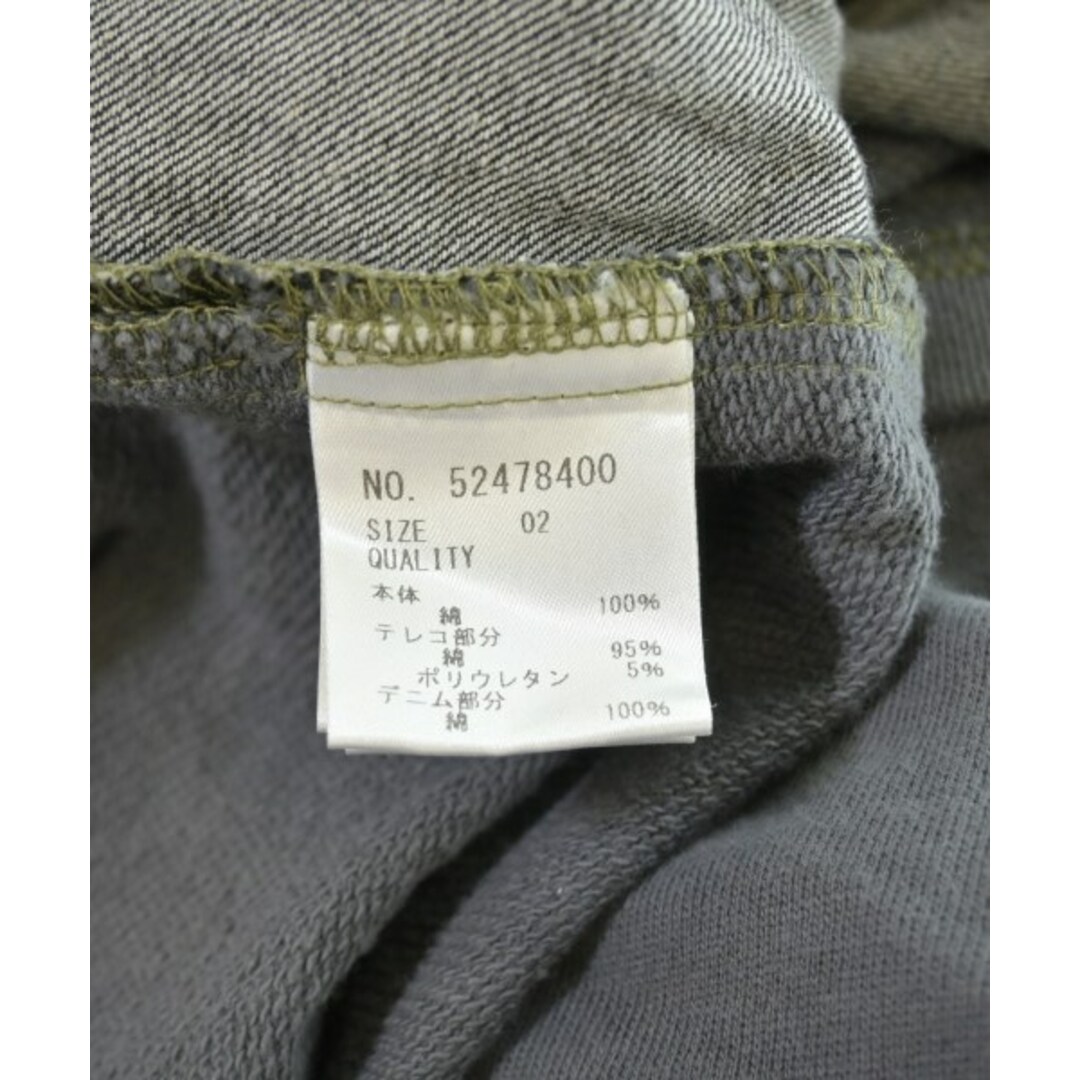 NO. 52478400
SIZE 02
QUALITY
本体
綿 100%
テレコ部分
綿 95%
ポリウレタン 5%
デニム部分
綿 100%